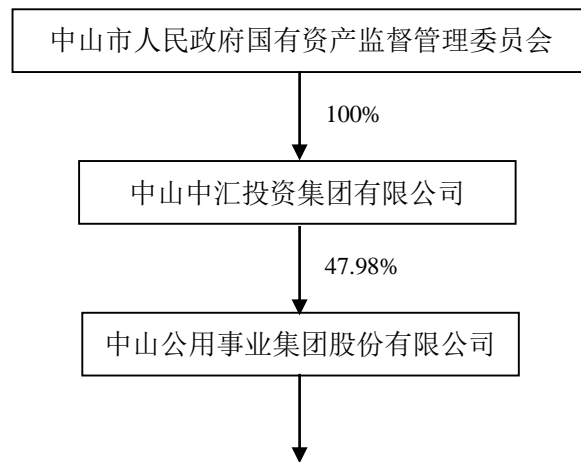 中山市人民政府国有资产监督管理委员会
100%
中山中汇投资集团有限公司
47.98%
中山公用事业集团股份有限公司